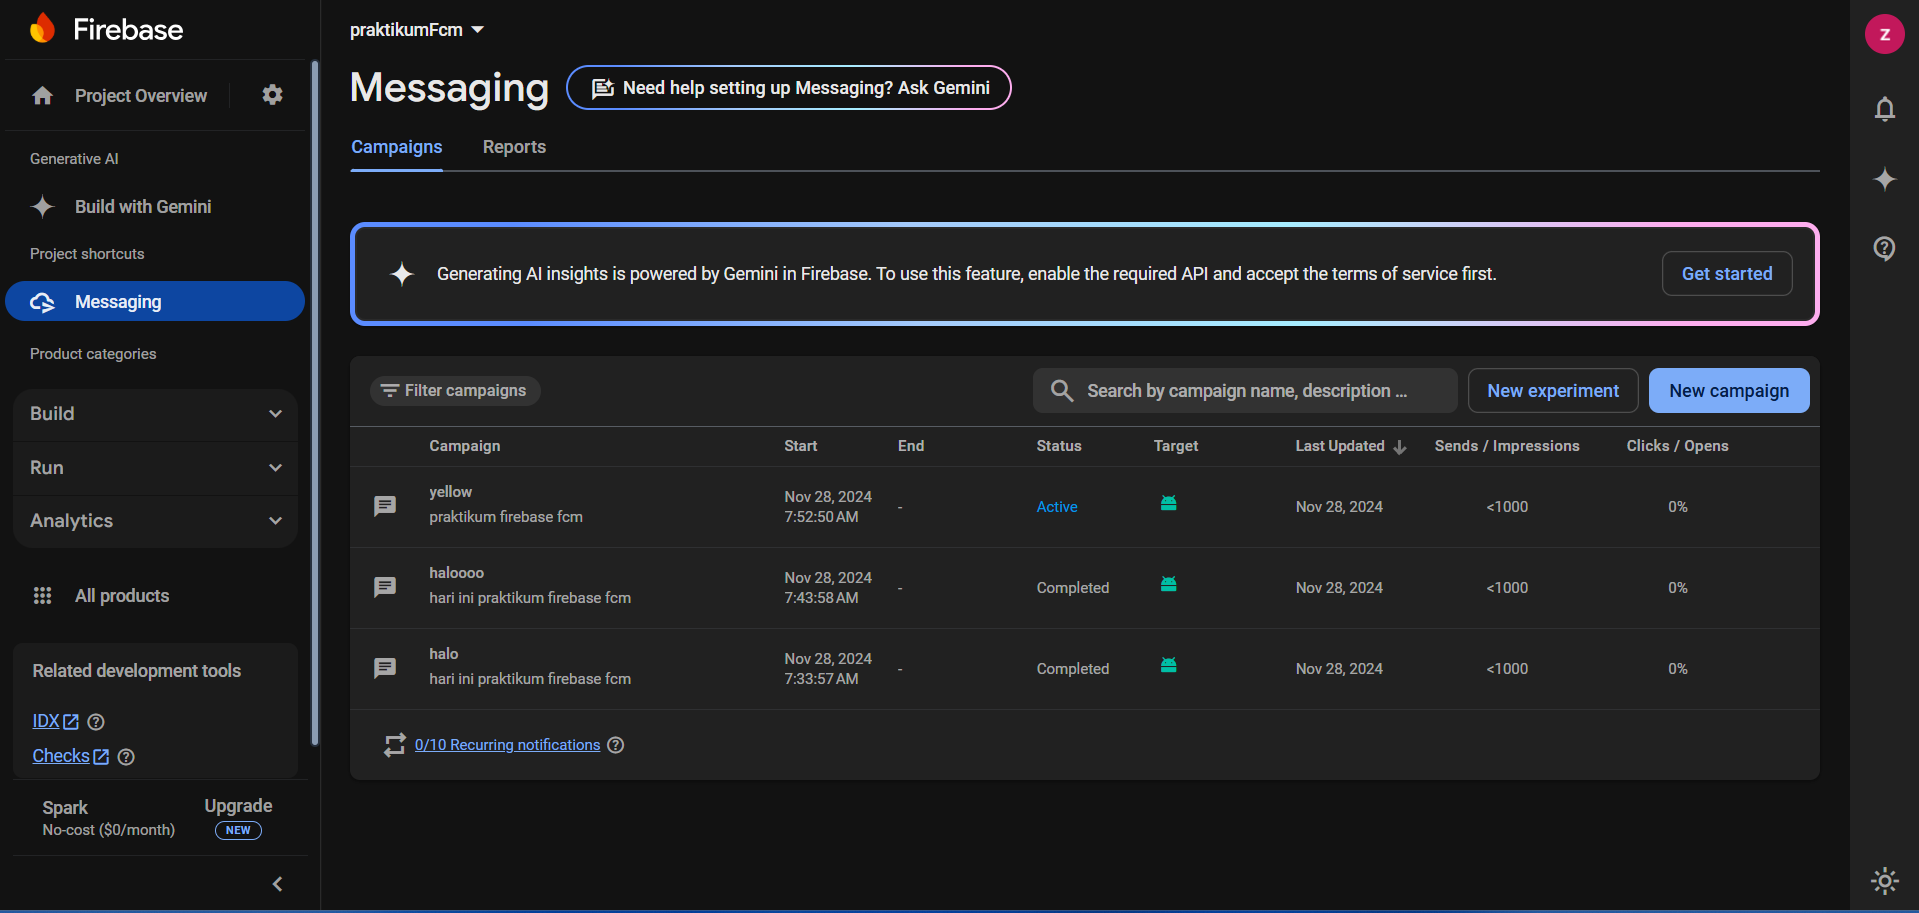 Firebase
Project Overview
Generative AI
Build with Gemini
Project shortcuts
Messaging
Product categories
Build
Run
Analytics
All products
Related development tools
IDX
Checks
Spark
No-cost ($0/month)
Upgrade
NEW
praktikumFcm
Messaging
Need help setting up Messaging? Ask Gemini
Campaigns Reports
Generating AI insights is powered by Gemini in Firebase. To use this feature, enable the required API and accept the terms of service first.
Get started
Filter campaigns
Search by campaign name, description ...
New experiment
New campaign
Campaign Start End Status Target Last Updated Sends / Impressions Clicks / Opens
yellow
praktikum firebase fcm
Nov 28, 2024
7:52:50 AM
- Active Nov 28, 2024 <1000 0%
haloooo
hari ini praktikum firebase fcm
Nov 28, 2024
7:43:58 AM
- Completed Nov 28, 2024 <1000 0%
halo
hari ini praktikum firebase fcm
Nov 28, 2024
7:33:57 AM
- Completed Nov 28, 2024 <1000 0%
0/10 Recurring notifications
z